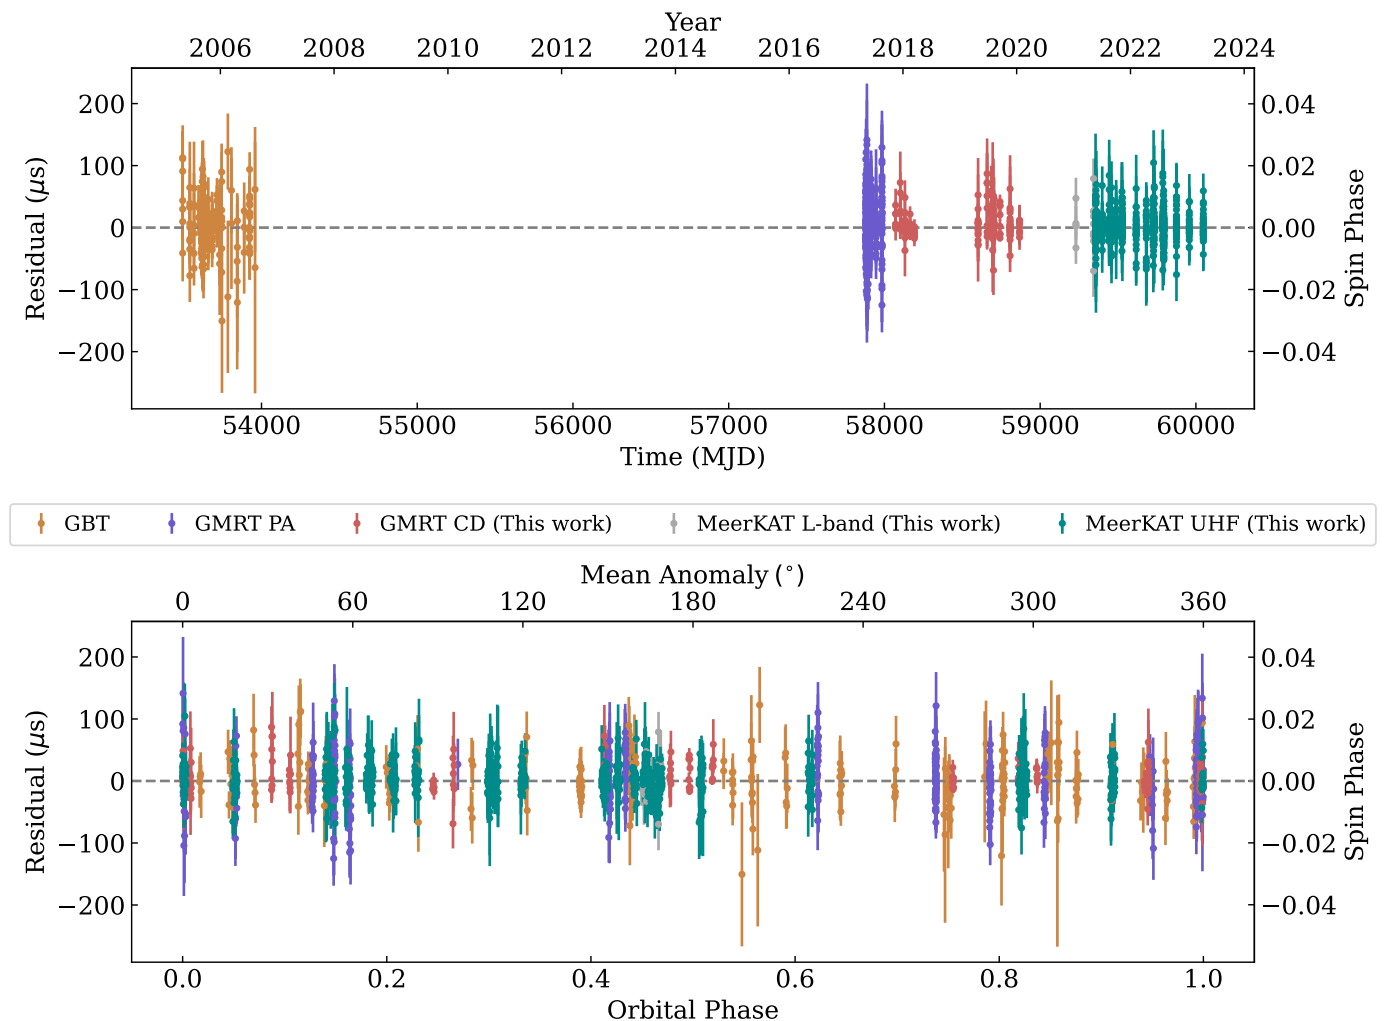 Year
2006 2008 2010 2012 2014 2016 2018 2020 2022 2024
Residual (μs)
200
100
0
−100
−200
0.04
0.02
0.00
−0.02
−0.04
Spin Phase
54000 55000 56000 57000 58000 59000 60000
Time (MJD)
GBT GMRT PA GMRT CD (This work) MeerKAT L-band (This work) MeerKAT UHF (This work)
Mean Anomaly (°)
0 60 120 180 240 300 360
Residual (μs)
200
100
0
−100
−200
0.04
0.02
0.00
−0.02
−0.04
Spin Phase
0.0 0.2 0.4 0.6 0.8 1.0
Orbital Phase